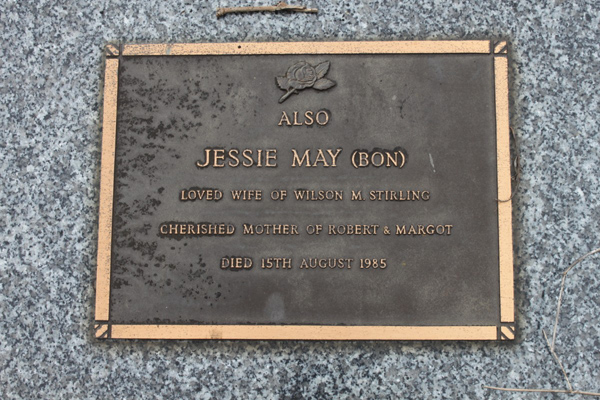 ALSO
JESSIE MAY (BON)
LOVED WIFE OF WILSON M. STIRLING
CHERISHED MOTHER OF ROBERT & MARGOT
DIED 15TH AUGUST 1985